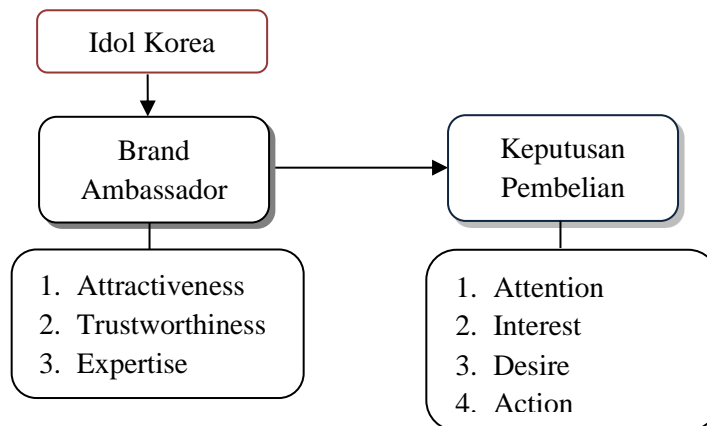 Idol Korea
Brand
Ambassador
Keputusan
Pembelian
1. Attractiveness
2. Trustworthiness
3. Expertise
1. Attention
2. Interest
3. Desire
4. Action